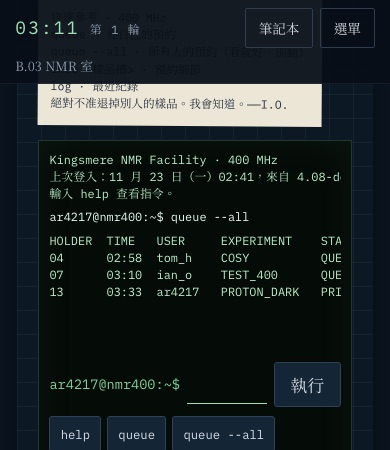 03:11 第 1 輪
筆記本
選單
B.03 NMR 室
log · 最近紀錄
絕對不准退掉別人的樣品。我會知道。——I.O.
Kingsmere NMR Facility · 400 MHz
上次登入：11 月 23 日（一）02:41，來自 4.08-d
輸入 help 查看指令。
ar4217@nmr400:~$ queue --all
HOLDER TIME USER EXPERIMENT STA
04 02:58 tom_h COSY QUE
07 03:10 ian_o TEST_400 QUE
13 03:33 ar4217 PROTON_DARK PRI
ar4217@nmr400:~$
執行
help
queue
queue --all